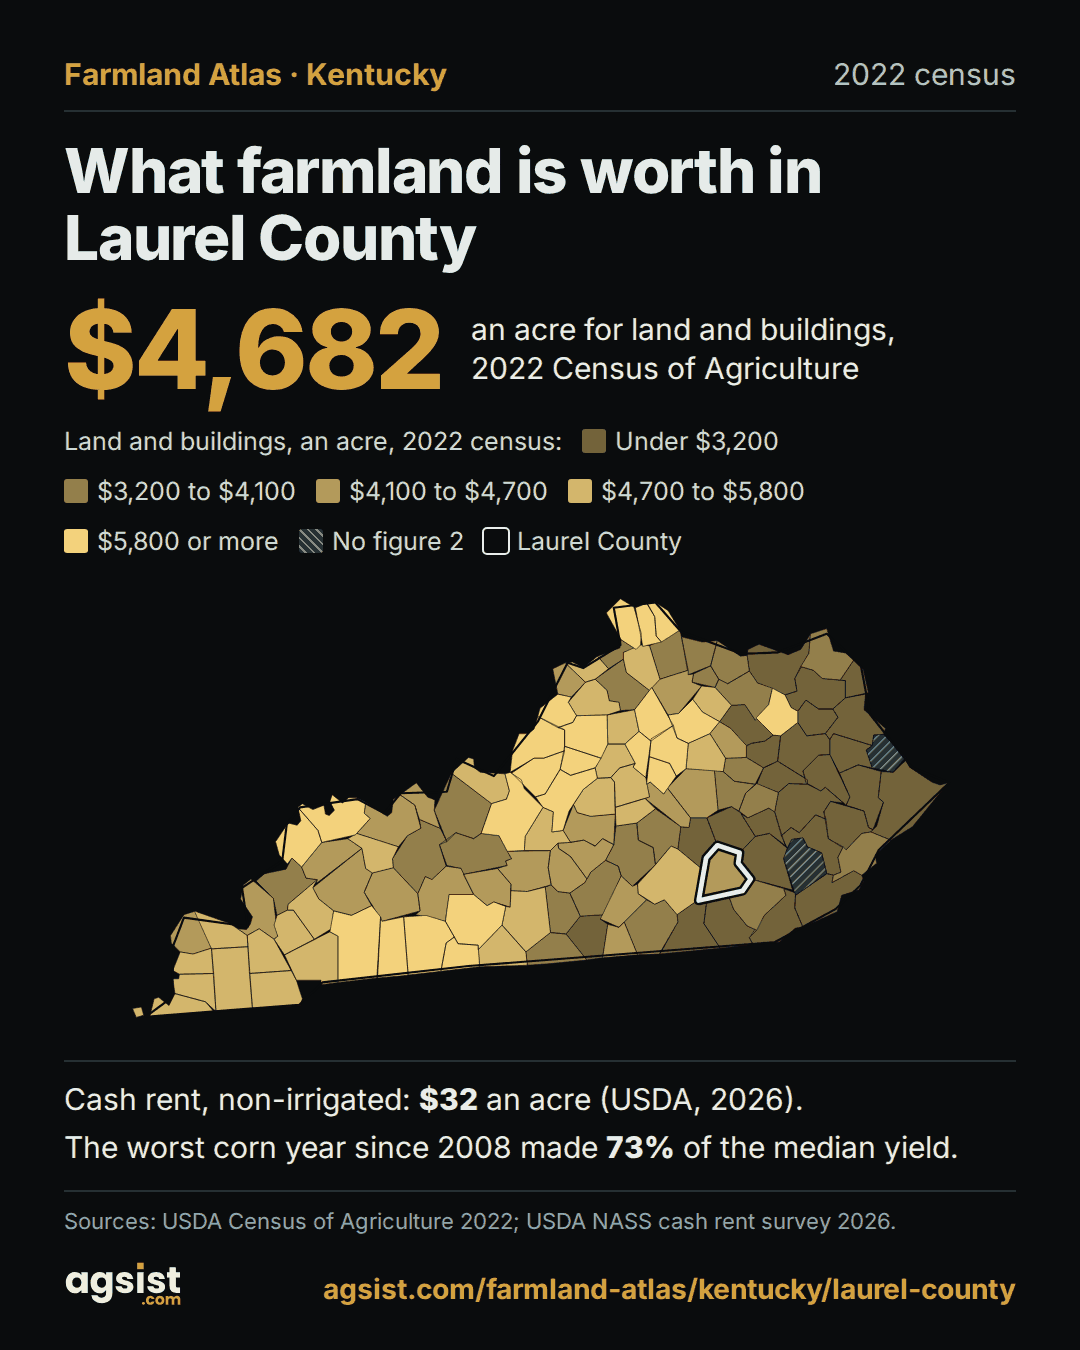 Farmland Atlas · Kentucky
2022 census
What farmland is worth in
Laurel County
$4,682
an acre for land and buildings,
2022 Census of Agriculture
Land and buildings, an acre, 2022 census: Under $3,200
$3,200 to $4,100 $4,100 to $4,700 $4,700 to $5,800
$5,800 or more No figure 2 Laurel County
Cash rent, non-irrigated: $32 an acre (USDA, 2026).
The worst corn year since 2008 made 73% of the median yield.
Sources: USDA Census of Agriculture 2022; USDA NASS cash rent survey 2026.
agsist
.com
agsist.com/farmland-atlas/kentucky/laurel-county